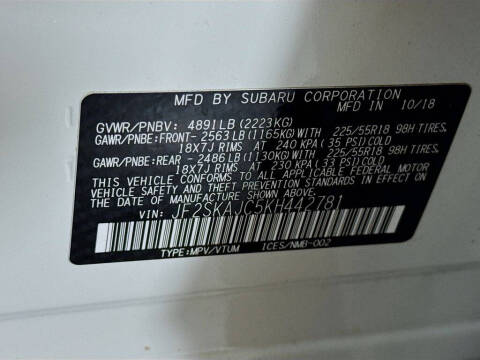 MFD BY SUBARU CORPORATION
MFD IN 10/18
GVWR/PNBV: 4891LB (2223KG)
GAWR/PNBE:FRONT- 2563LB (1165KG)WITH 225/55R18 98H TIRES.
18X7J RIMS AT 240 KPA (35 PSI)COLD
GAWR/PNBE:REAR -2486LB (1130KG)WITH 225/55R18 98H TIRES.
18X7J RIMS AT 230 KPA (33 PSI)COLD
THIS VEHICLE CONFORMS TO ALL APPLICABLE FEDERAL MOTOR
VEHICLE SAFETY AND THEFT PREVENTION STANDARDS IN EFFECT
ON THE DATE OF MANUFACTURE SHOWN ABOVE.
VIN: JF2SKAJC5KH442781
TYPE:MPV/VTUM ICES/NMB-002